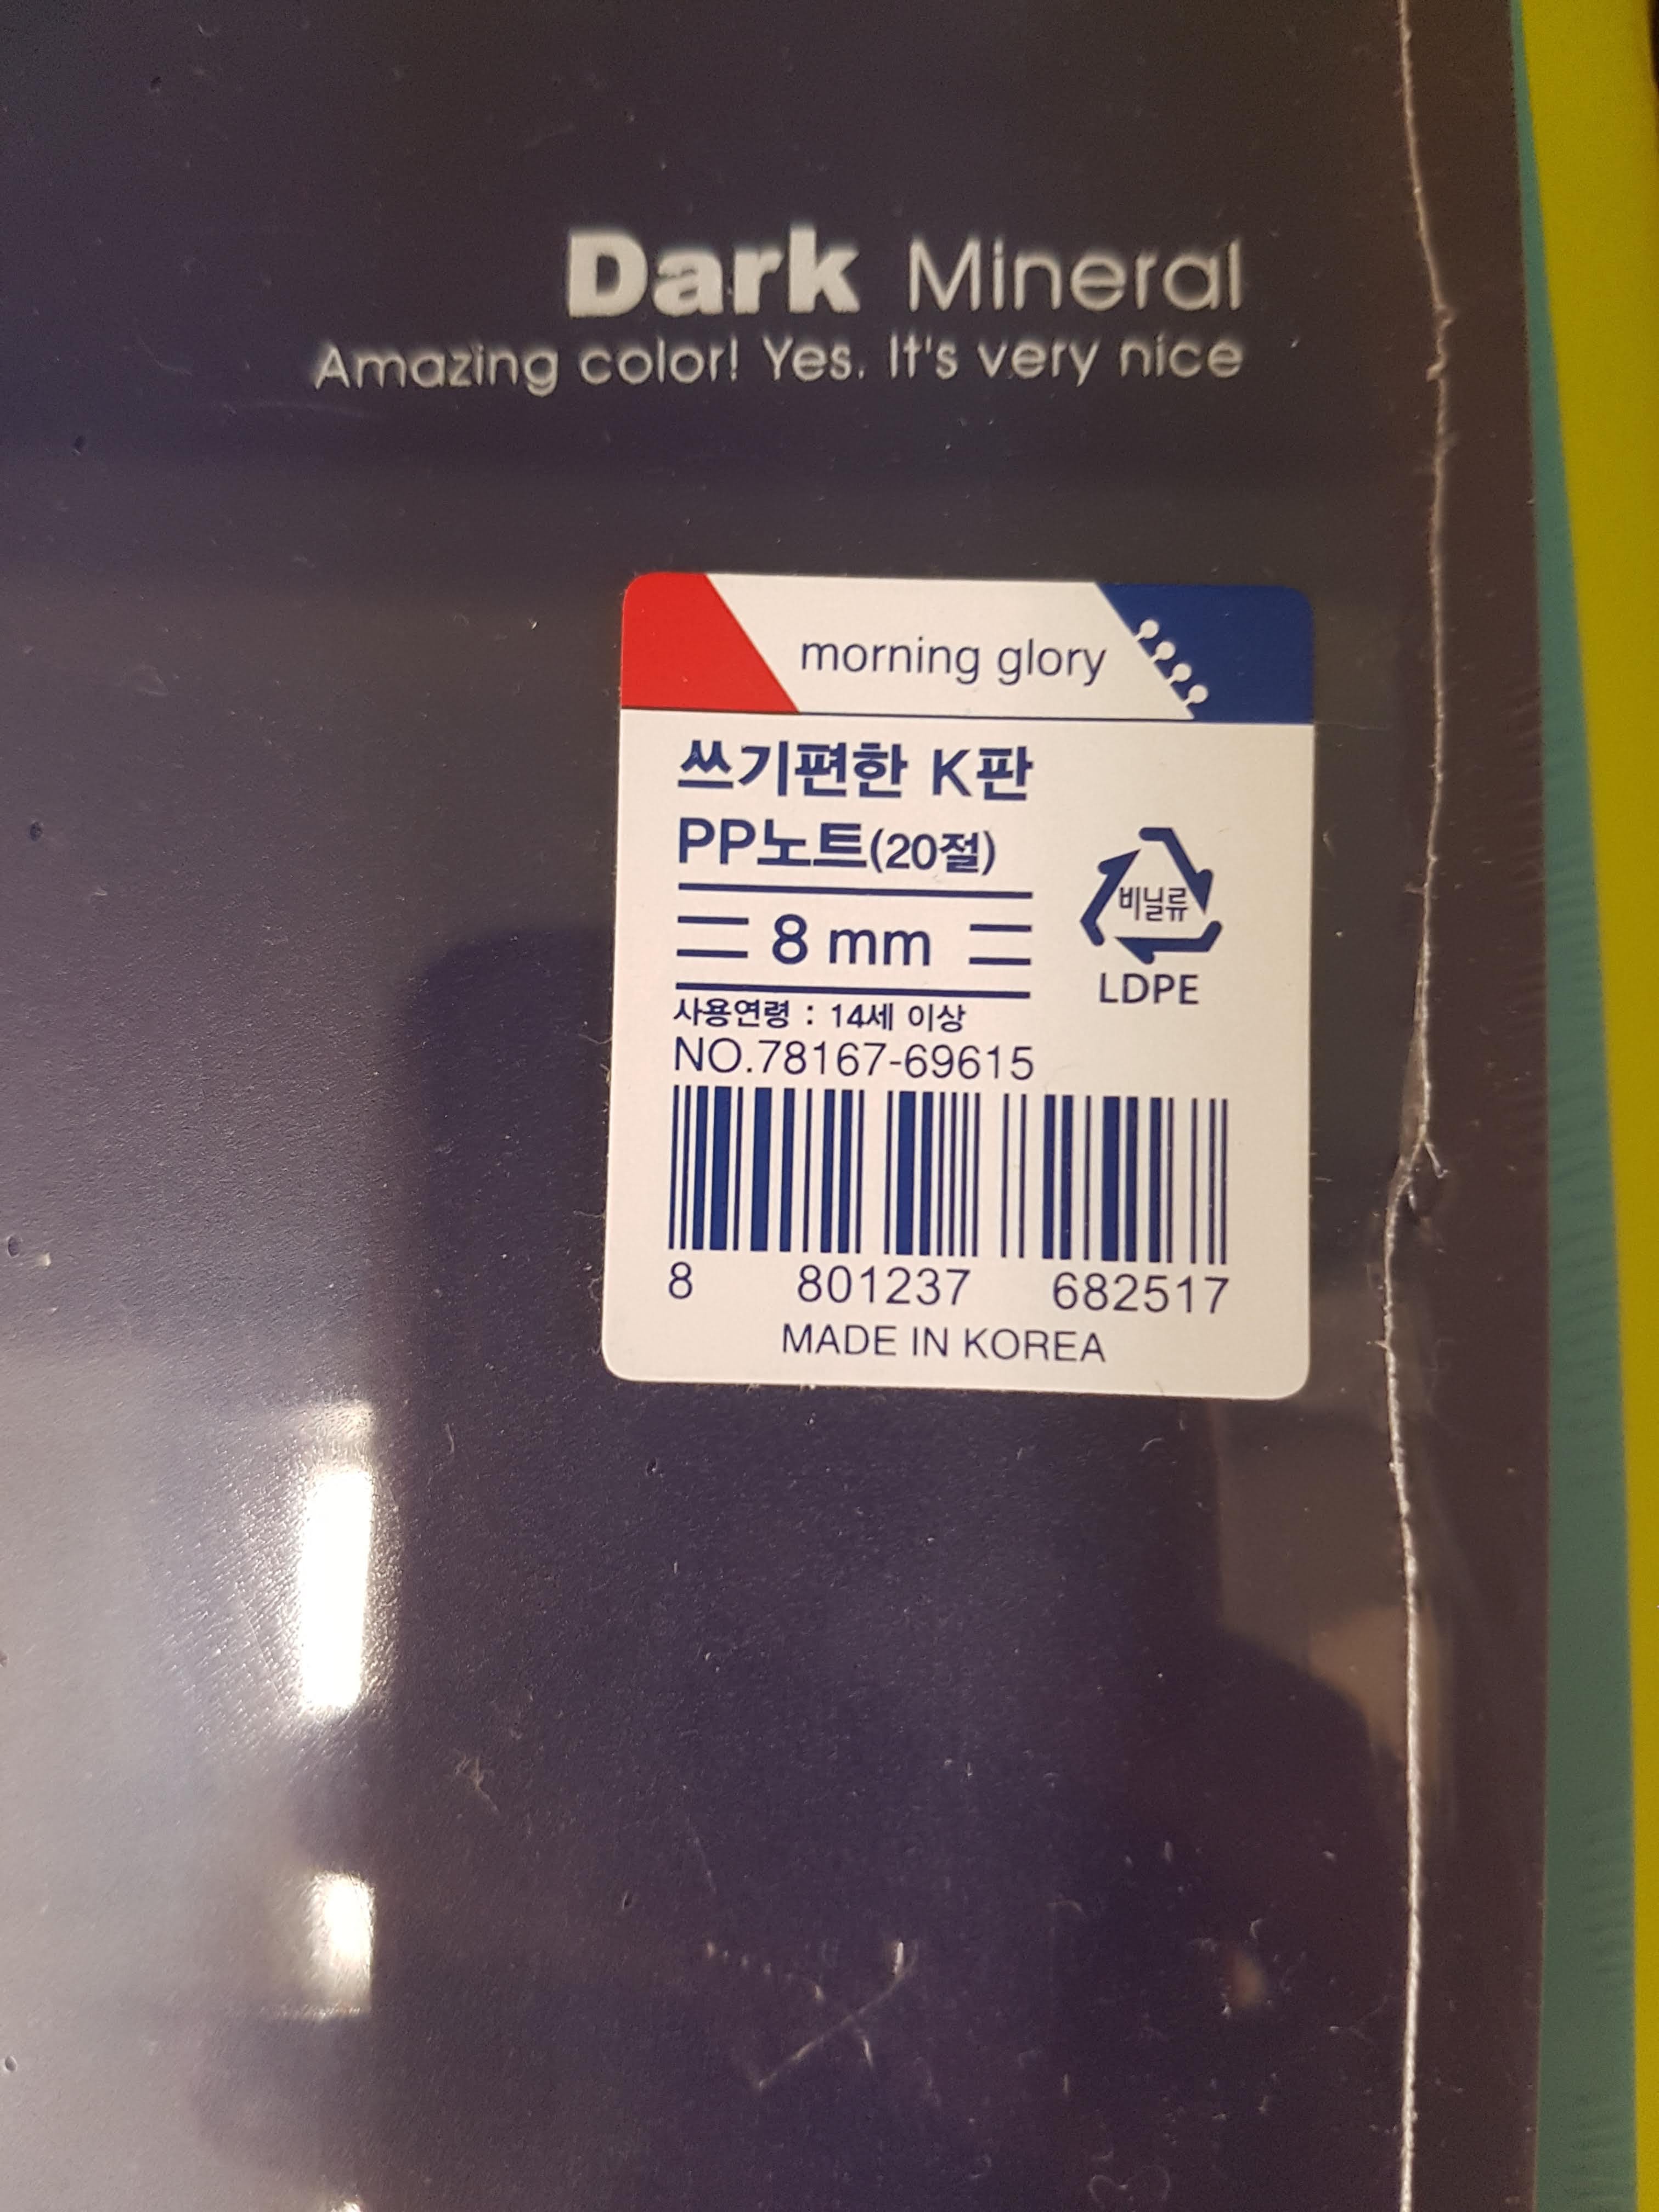 Dark Mineral
Amazing color! Yes. It's very nice
morning glory
쓰기편한 K판
PP노트(20절)
8 mm
비닐류
LDPE
사용연령 : 14세 이상
NO.78167-69615
8 801237 682517
MADE IN KOREA